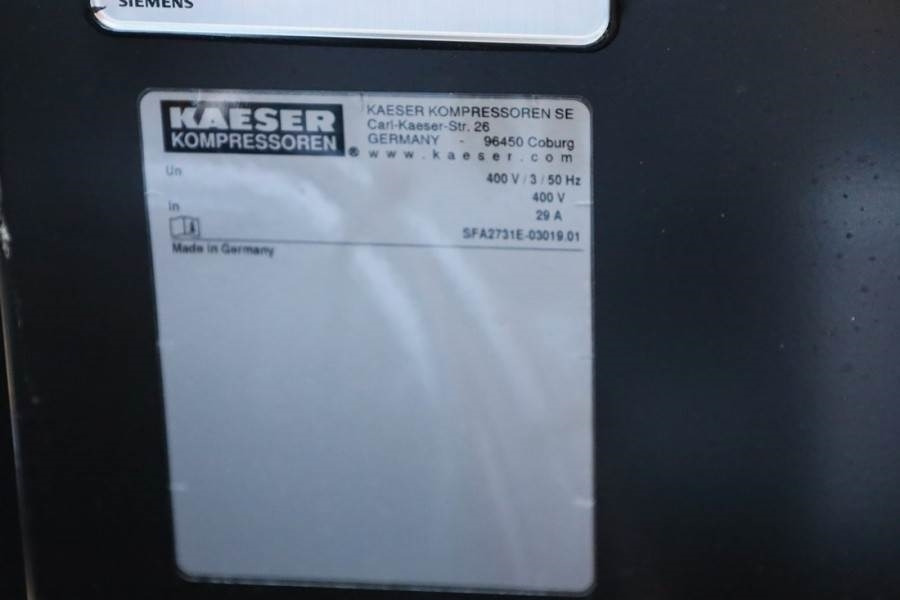 SIEMENS
KAESER
KOMPRESSOREN®
KAESER KOMPRESSOREN SE
Carl-Kaeser-Str. 26
GERMANY - 96450 Coburg
www.kaeser.com
400 V / 3 / 50 Hz
Un 400 V
In 29 A
SFA2731E-03019.01
Made in Germany